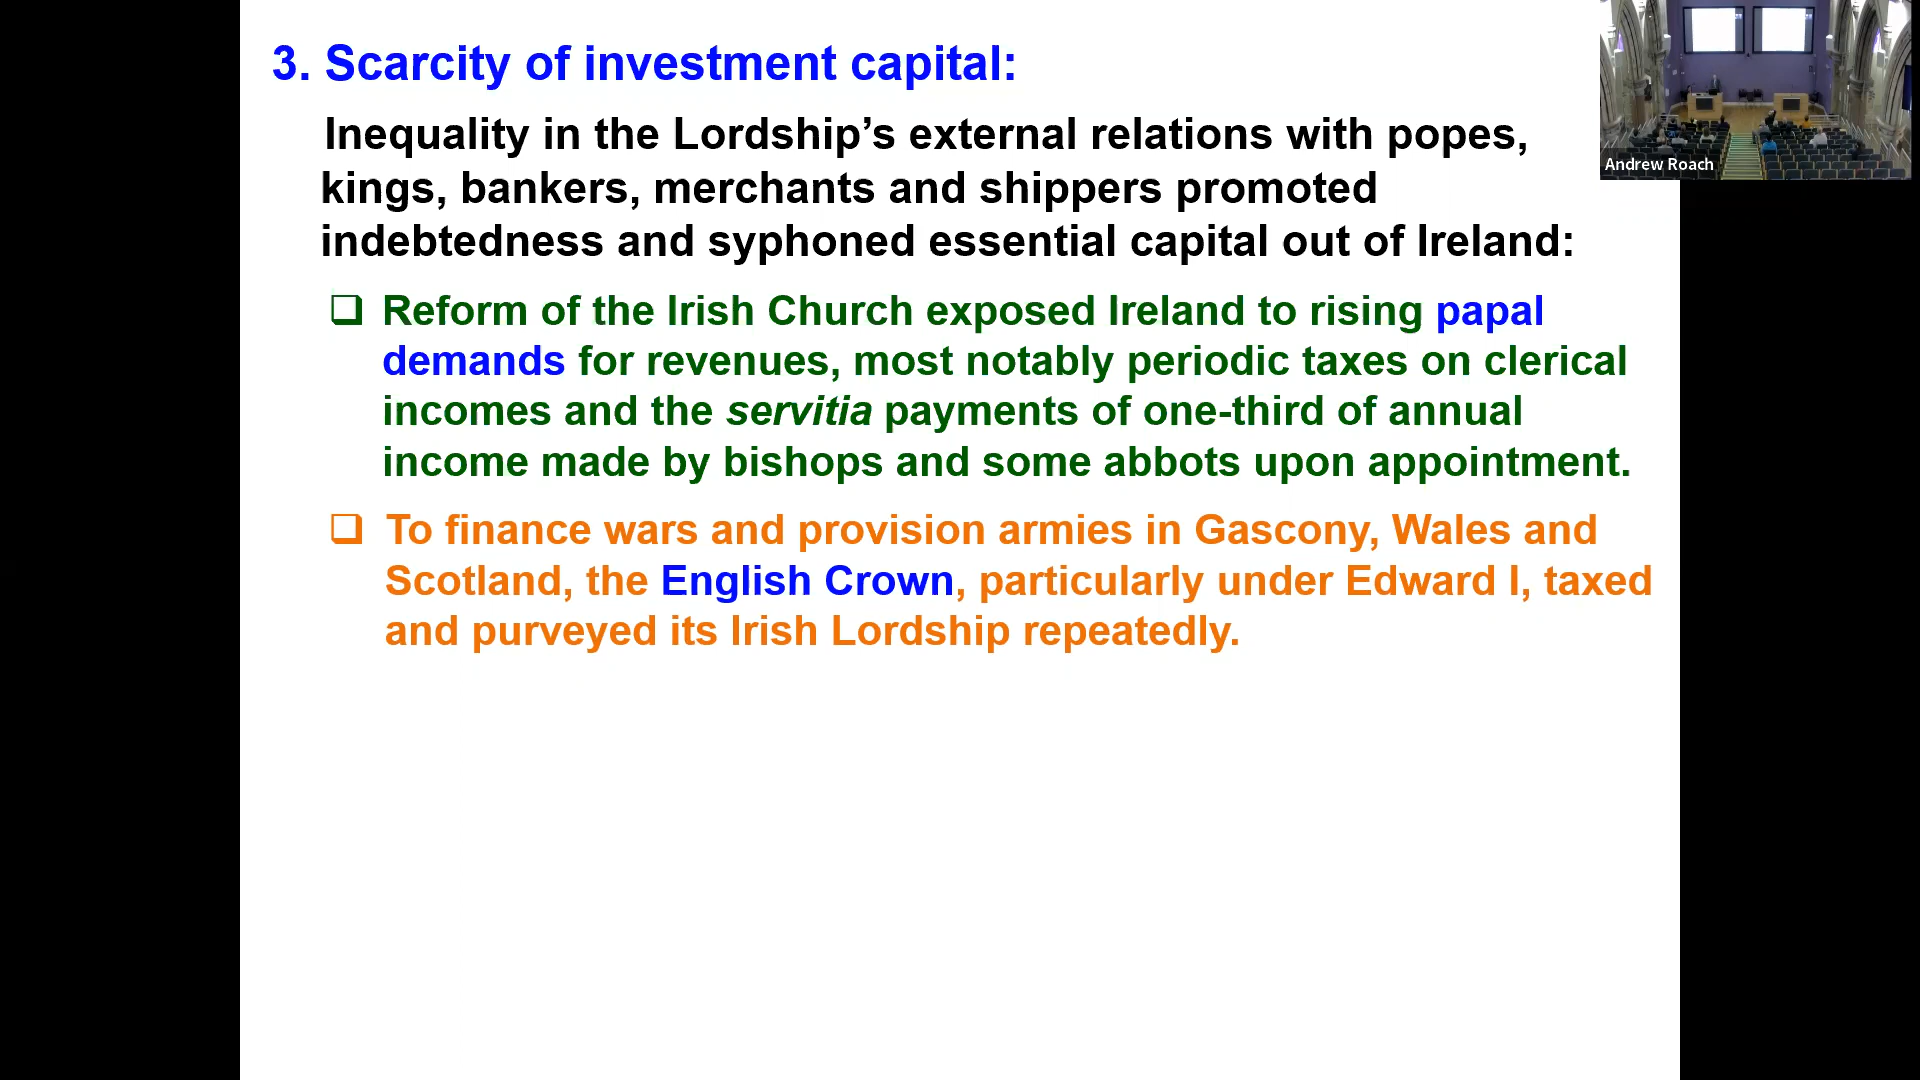 3. Scarcity of investment capital:
Inequality in the Lordship’s external relations with popes,
kings, bankers, merchants and shippers promoted
indebtedness and syphoned essential capital out of Ireland:
❑ Reform of the Irish Church exposed Ireland to rising papal
demands for revenues, most notably periodic taxes on clerical
incomes and the servitia payments of one-third of annual
income made by bishops and some abbots upon appointment.
❑ To finance wars and provision armies in Gascony, Wales and
Scotland, the English Crown, particularly under Edward I, taxed
and purveyed its Irish Lordship repeatedly.
Andrew Roach